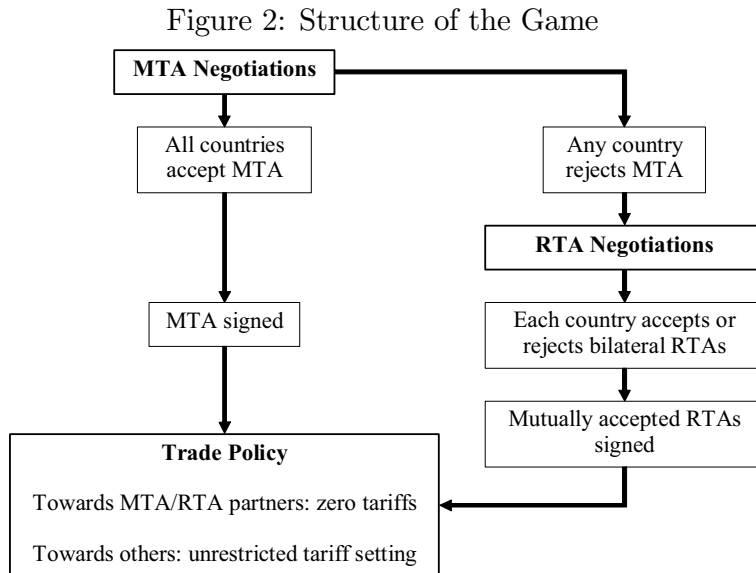 Figure 2: Structure of the Game
MTA Negotiations
All countries
accept MTA
Any country
rejects MTA
RTA Negotiations
MTA signed
Each country accepts or
rejects bilateral RTAs
Mutually accepted RTAs
signed
Trade Policy
Towards MTA/RTA partners: zero tariffs
Towards others: unrestricted tariff setting